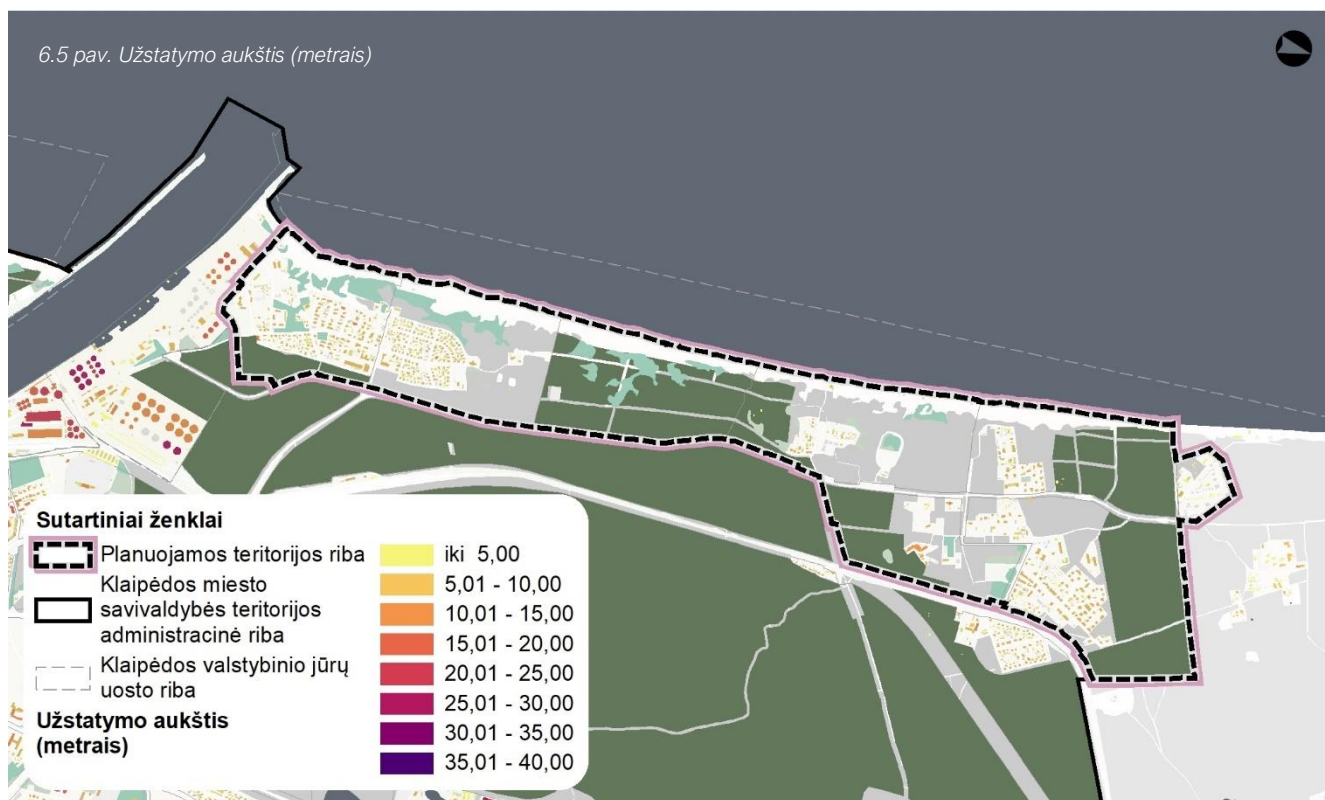 6.5 pav. Užstatymo aukštis (metrais)
Sutartiniai ženklai
Planuojamos teritorijos riba
Klaipėdos miesto
savivaldybės teritorijos
administracinė riba
Klaipėdos valstybinio jūrų
uosto riba
Užstatymo aukštis
(metrais)
iki 5,00
5,01 - 10,00
10,01 - 15,00
15,01 - 20,00
20,01 - 25,00
25,01 - 30,00
30,01 - 35,00
35,01 - 40,00